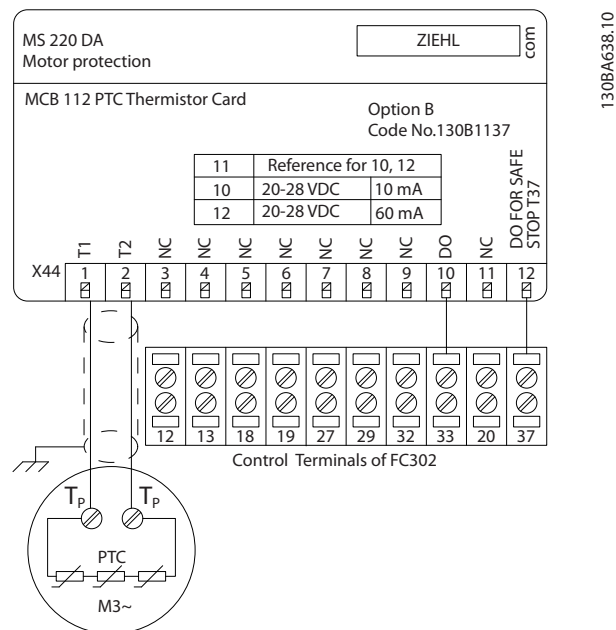 MS 220 DA
Motor protection
ZIEHL
com
130BA638.10
MCB 112 PTC Thermistor Card
Option B
Code No.130B1137
11 Reference for 10, 12
10 20-28 VDC 10 mA
12 20-28 VDC 60 mA
T1 T2 NC NC NC NC NC NC NC DO NC DO FOR SAFE STOP T37
X44 1 2 3 4 5 6 7 8 9 10 11 12
12 13 18 19 27 29 32 33 20 37
Control Terminals of FC302
TP TP
PTC
M3~